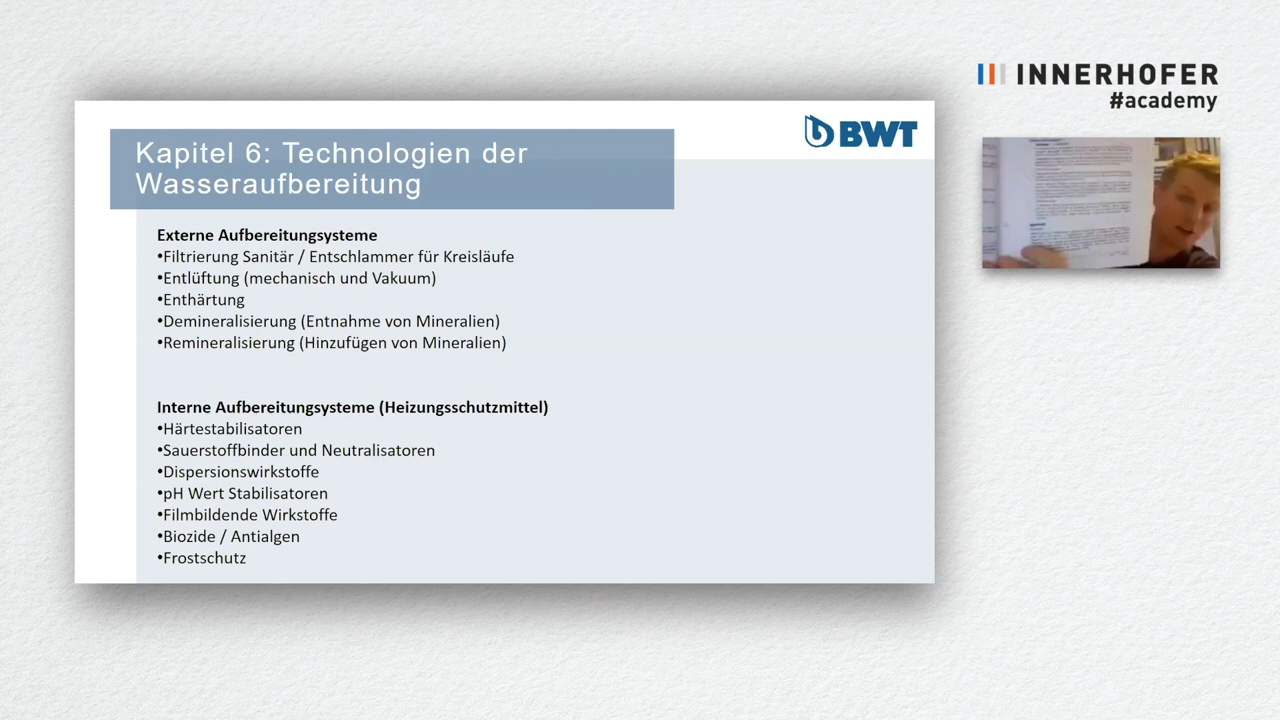 INNERHOFER
#academy
BWT
Kapitel 6: Technologien der
Wasseraufbereitung
Externe Aufbereitungsysteme
•Filtrierung Sanitär / Entschlammer für Kreisläufe
•Entlüftung (mechanisch und Vakuum)
•Enthärtung
•Demineralisierung (Entnahme von Mineralien)
•Remineralisierung (Hinzufügen von Mineralien)
Interne Aufbereitungsysteme (Heizungsschutzmittel)
•Härtestabilisatoren
•Sauerstoffbinder und Neutralisatoren
•Dispersionswirkstoffe
•pH Wert Stabilisatoren
•Filmbildende Wirkstoffe
•Biozide / Antialgen
•Frostschutz